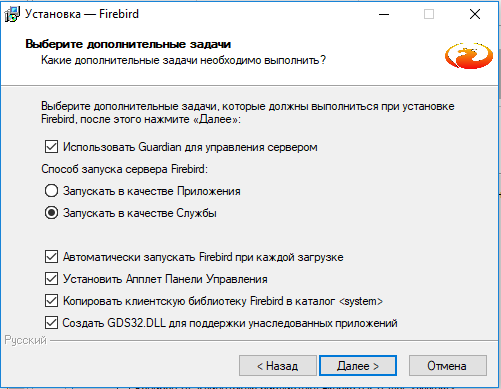 Установка — Firebird
Выберите дополнительные задачи
Какие дополнительные задачи необходимо выполнить?
Выберите дополнительные задачи, которые должны выполниться при установке
Firebird, после этого нажмите «Далее»:
Использовать Guardian для управления сервером
Способ запуска сервера Firebird:
Запускать в качестве Приложения
Запускать в качестве Службы
Автоматически запускать Firebird при каждой загрузке
Установить Апплет Панели Управления
Копировать клиентскую библиотеку Firebird в каталог <system>
Создать GDS32.DLL для поддержки унаследованных приложений
Русский
< Назад
Далее >
Отмена